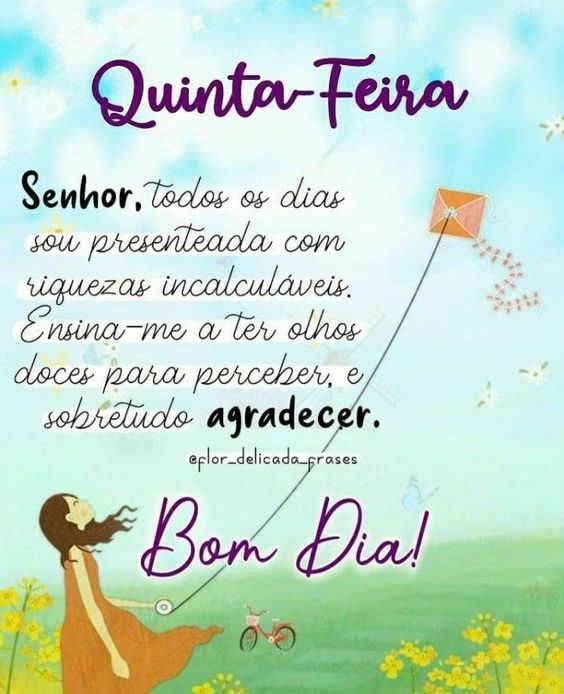 Quinta-Feira
Senhor, todos os dias
sou presenteada com
riquezas incalculáveis.
Ensina-me a ter olhos
doces para perceber, e
sobretudo agradecer.
@flor_delicada_frases
Bom Dia!